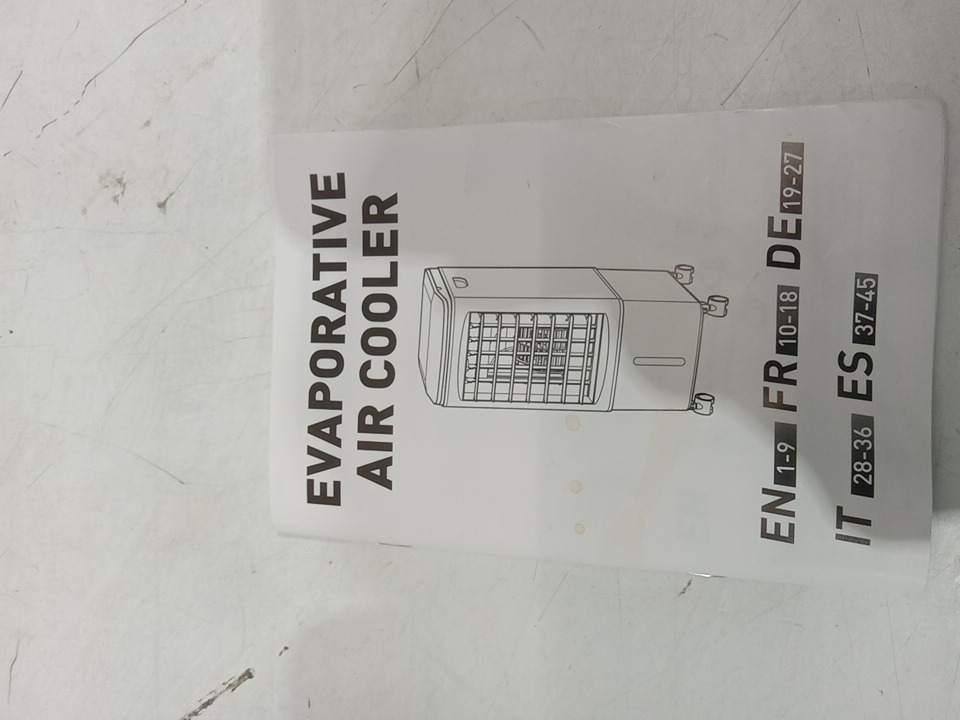 EVAPORATIVE
AIR COOLER
EN 1-9 FR 10-18 DE 19-27
IT 28-36 ES 37-45